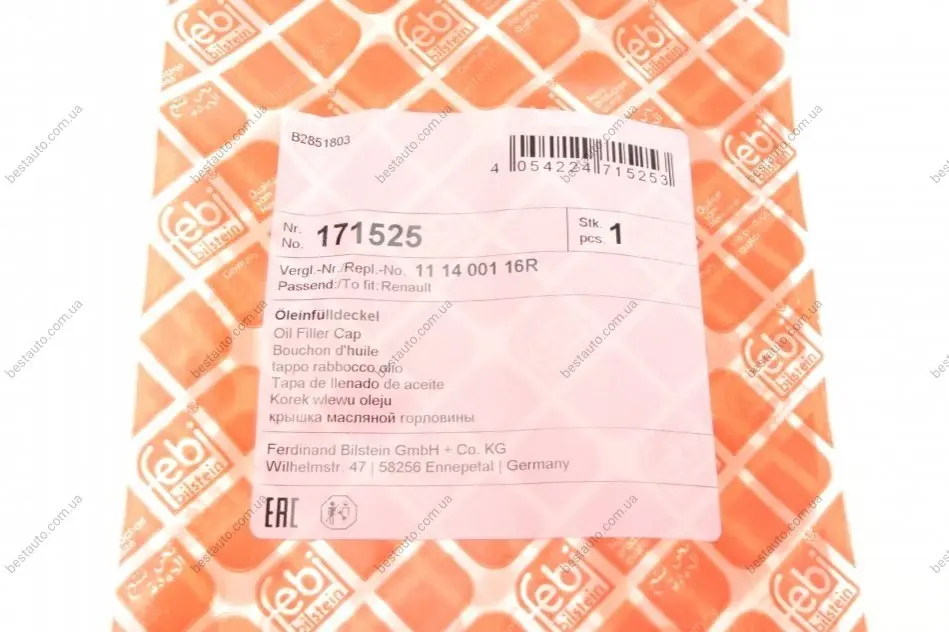 B2851803
4 054224 715253
Nr.
No. 171525
Stk.
pcs. 1
Vergl.-Nr./Repl.-No. 11 14 001 16R
Passend:/To fit: Renault
Öleinfülldeckel
Oil Filler Cap
Bouchon d'huile
tappo rabbocco olio
Tapa de llenado de aceite
Korek wlewu oleju
крышка масляной горловины
Ferdinand Bilstein GmbH + Co. KG
Wilhelmstr. 47 | 58256 Ennepetal | Germany
EAC
febi
bilstein
bestauto.com.ua